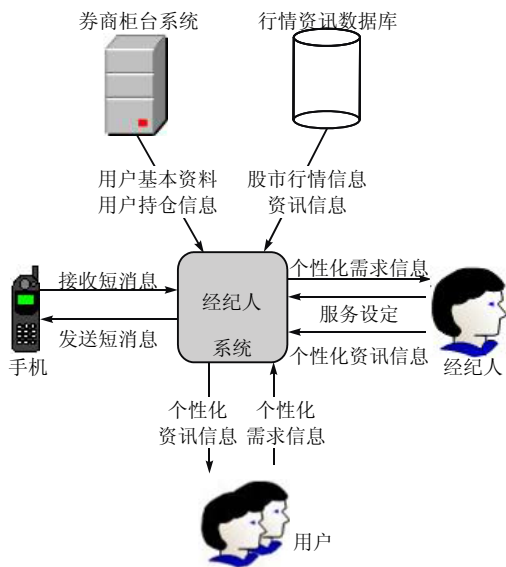 券商柜台系统
行情资讯数据库
用户基本资料
用户持仓信息
股市行情信息
资讯信息
接收短消息
发送短消息
手机
经纪人
系统
个性化需求信息
服务设定
个性化资讯信息
经纪人
个性化
资讯信息
个性化
需求信息
用户